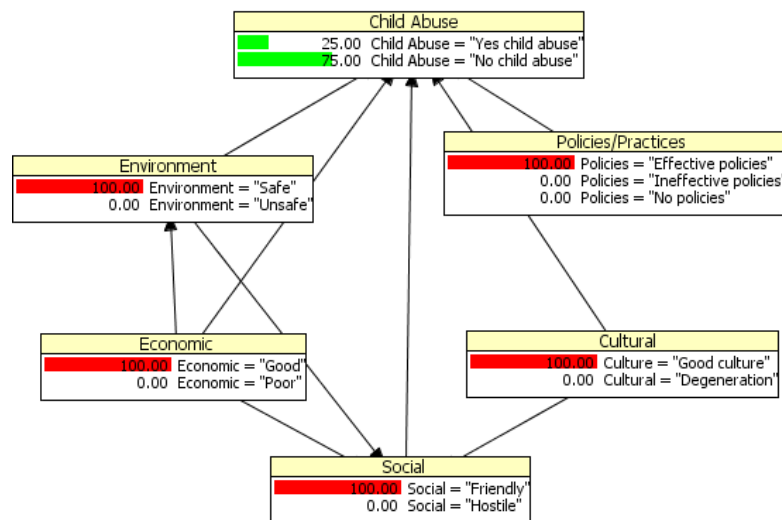 Child Abuse
25.00 Child Abuse = "Yes child abuse"
75.00 Child Abuse = "No child abuse"
Policies/Practices
100.00 Policies = "Effective policies"
0.00 Policies = "Ineffective policies"
0.00 Policies = "No policies"
Environment
100.00 Environment = "Safe"
0.00 Environment = "Unsafe"
Economic
100.00 Economic = "Good"
0.00 Economic = "Poor"
Cultural
100.00 Culture = "Good culture"
0.00 Cultural = "Degeneration"
Social
100.00 Social = "Friendly"
0.00 Social = "Hostile"